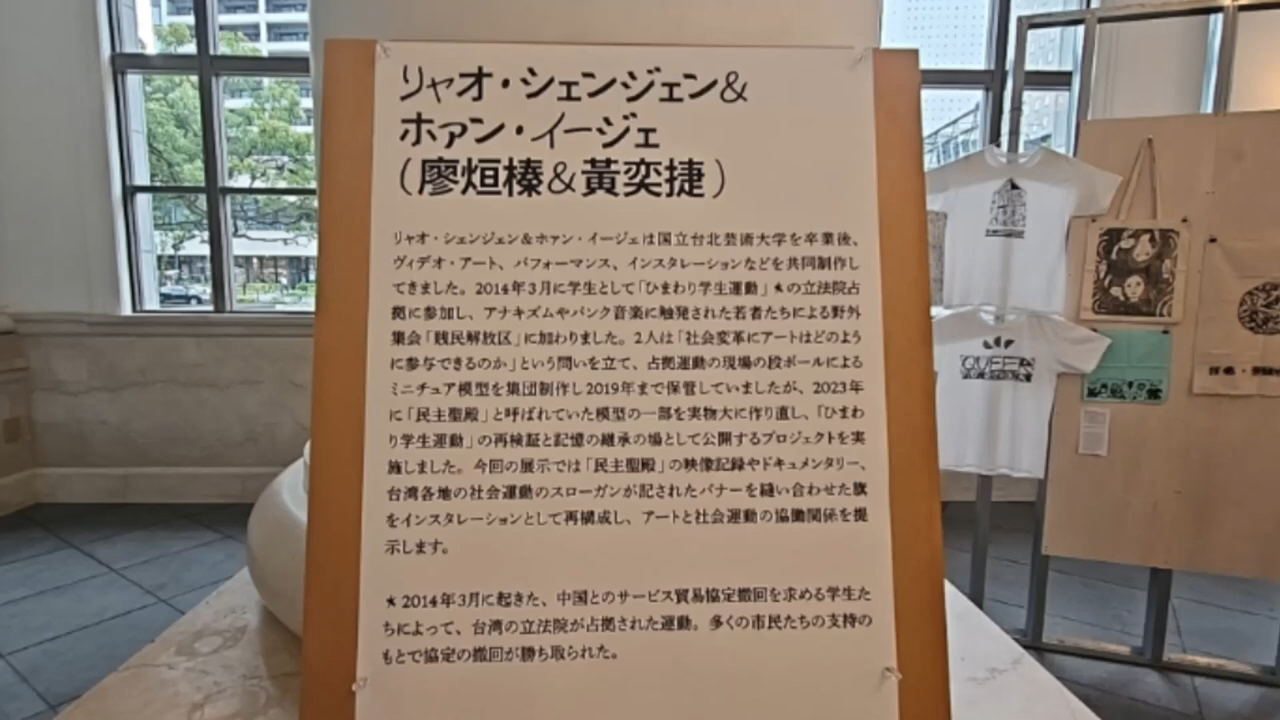 リャオ・シェンジェン&
ホァン・イージェ
（廖烜榛&黃奕捷）
リャオ・シェンジェン&ホァン・イージェは国立台北芸術大学を卒業後、
ヴィデオ・アート、パフォーマンス、インスタレーションなどを共同制作し
てきました。2014年3月に学生として「ひまわり学生運動」★の立法院占
拠に参加し、アナキズムやパンク音楽に触発された若者たちによる野外
集会「賎民解放区」に加わりました。2人は「社会変革にアートはどのよう
に参与できるのか」という問いを立て、占拠運動の現場の段ボールによる
ミニチュア模型を集団制作し2019年まで保管していましたが、2023年
に「民主聖殿」と呼ばれていた模型の一部を実物大に作り直し、「ひまわ
り学生運動」の再検証と記憶の継承の場として公開するプロジェクトを実
施しました。今回の展示では「民主聖殿」の映像記録やドキュメンタリー、
台湾各地の社会運動のスローガンが記されたバナーを縫い合わせた旗
をインスタレーションとして再構成し、アートと社会運動の協働関係を提
示します。
★ 2014年3月に起きた、中国とのサービス貿易協定撤回を求める学生た
ちによって、台湾の立法院が占拠された運動。多くの市民たちの支持の
もとで協定の撤回が勝ち取られた。
QUEER